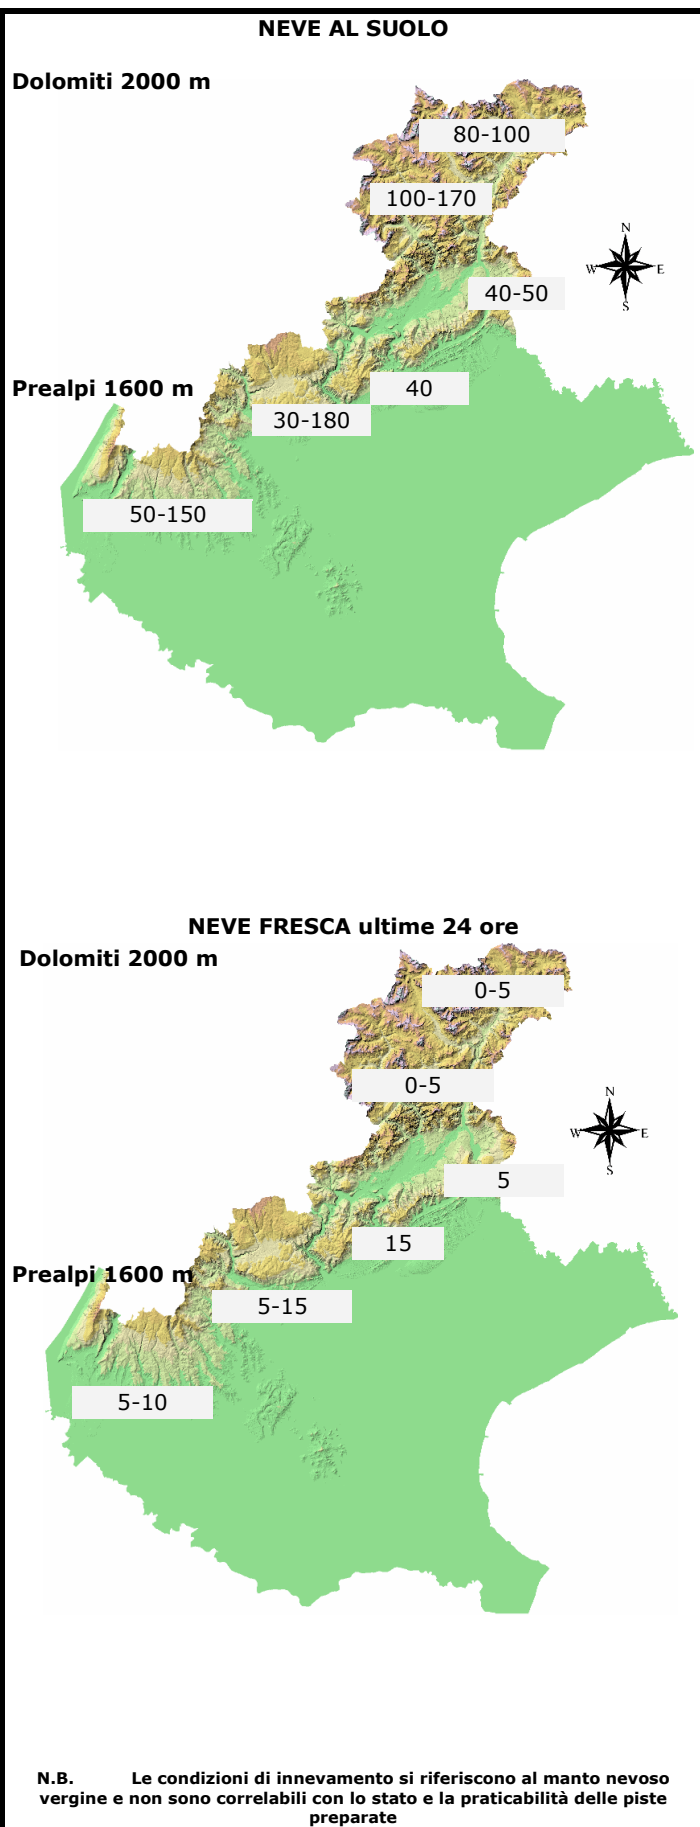 NEVE AL SUOLO
Dolomiti 2000 m
80-100
100-170
N
W E
S
40-50
Prealpi 1600 m
40
30-180
50-150
NEVE FRESCA ultime 24 ore
Dolomiti 2000 m
0-5
0-5
N
W E
S
5
15
Prealpi 1600 m
5-15
5-10
N.B. Le condizioni di innevamento si riferiscono al manto nevoso
vergine e non sono correlabili con lo stato e la praticabilità delle piste
preparate